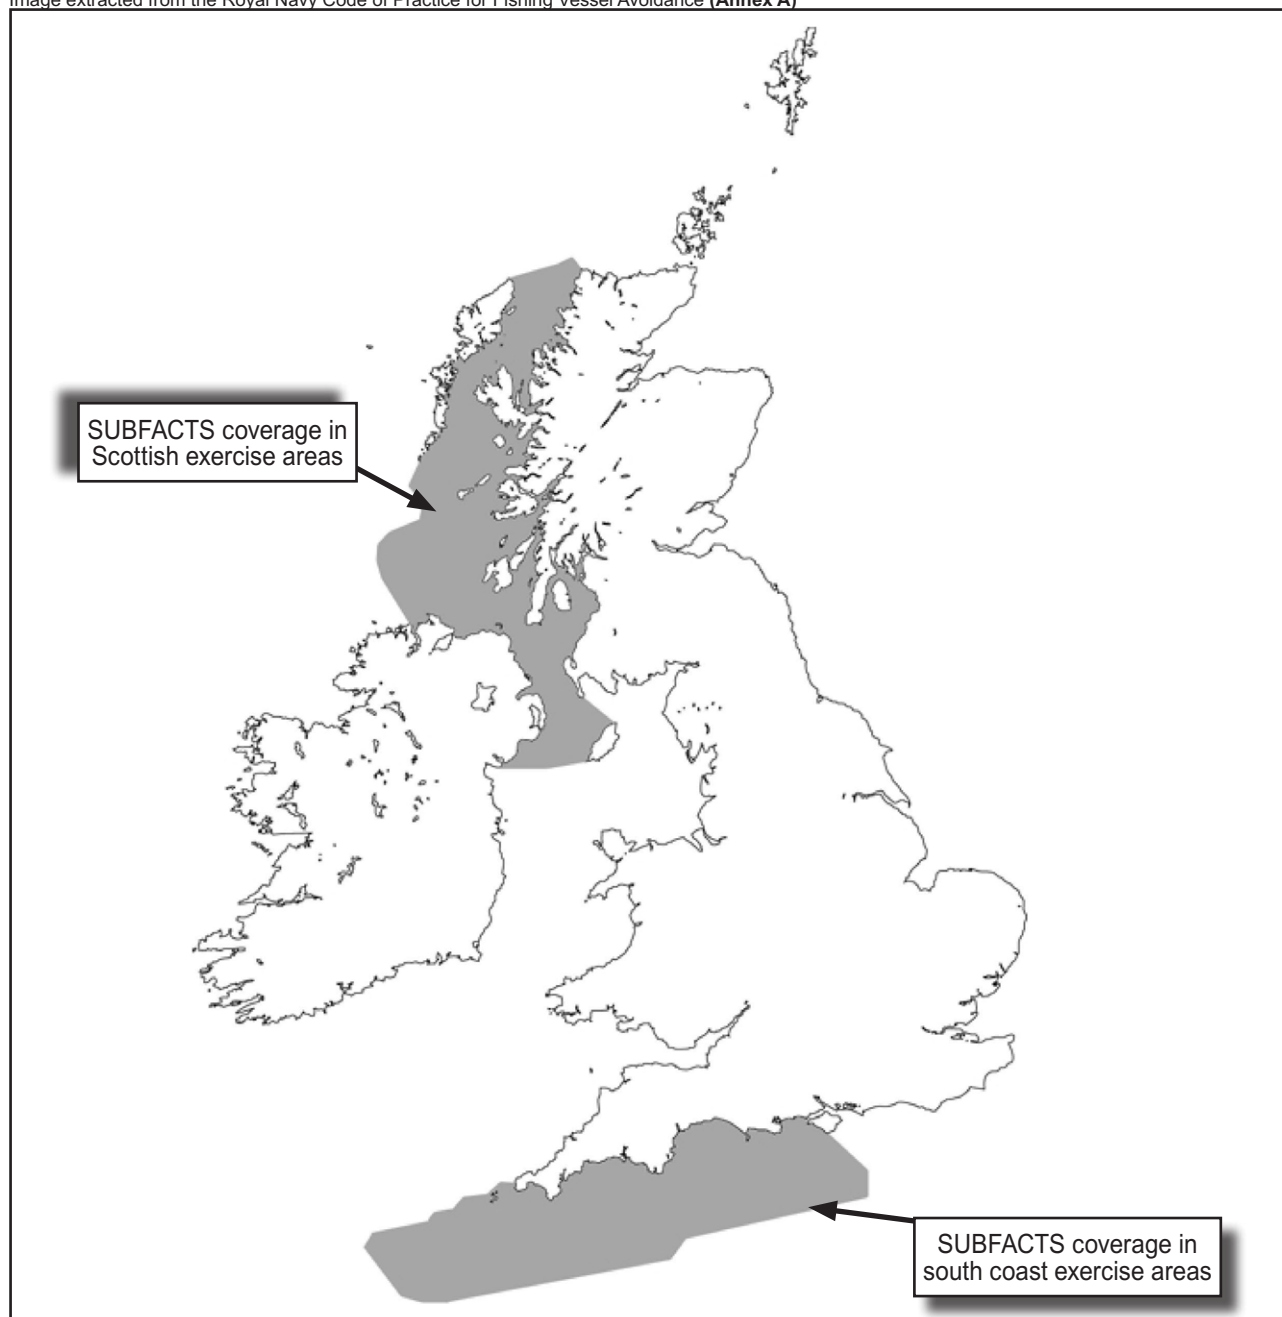 Image extracted from the Royal Navy Code of Practice for Fishing Vessel Avoidance (Annex A)
SUBFACTS coverage in
Scottish exercise areas
SUBFACTS coverage in
south coast exercise areas